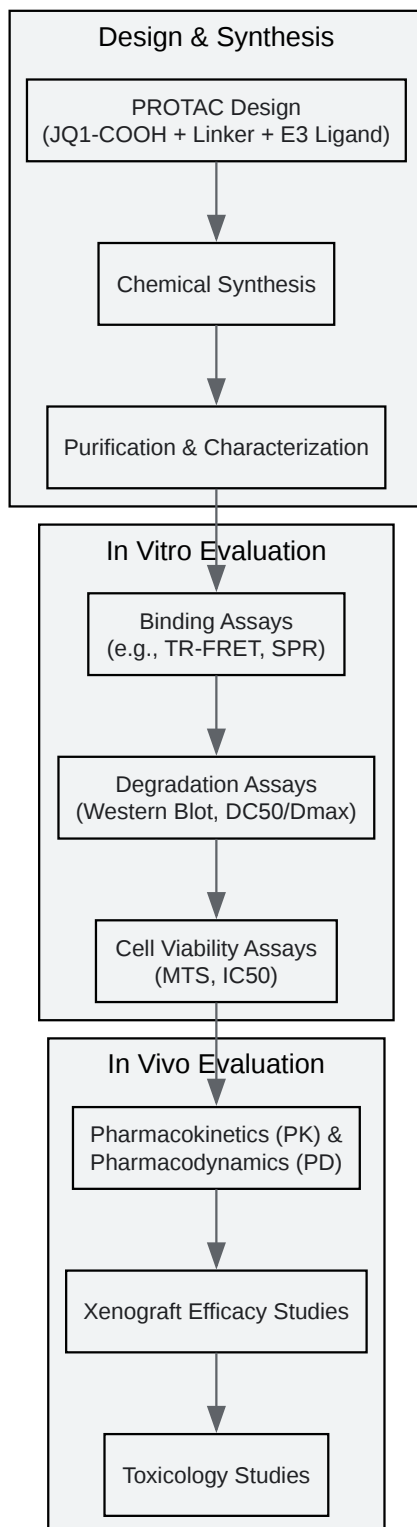 Design & Synthesis
PROTAC Design
(JQ1-COOH + Linker + E3 Ligand)
Chemical Synthesis
Purification & Characterization
In Vitro Evaluation
Binding Assays
(e.g., TR-FRET, SPR)
Degradation Assays
(Western Blot, DC50/Dmax)
Cell Viability Assays
(MTS, IC50)
In Vivo Evaluation
Pharmacokinetics (PK) &
Pharmacodynamics (PD)
Xenograft Efficacy Studies
Toxicology Studies